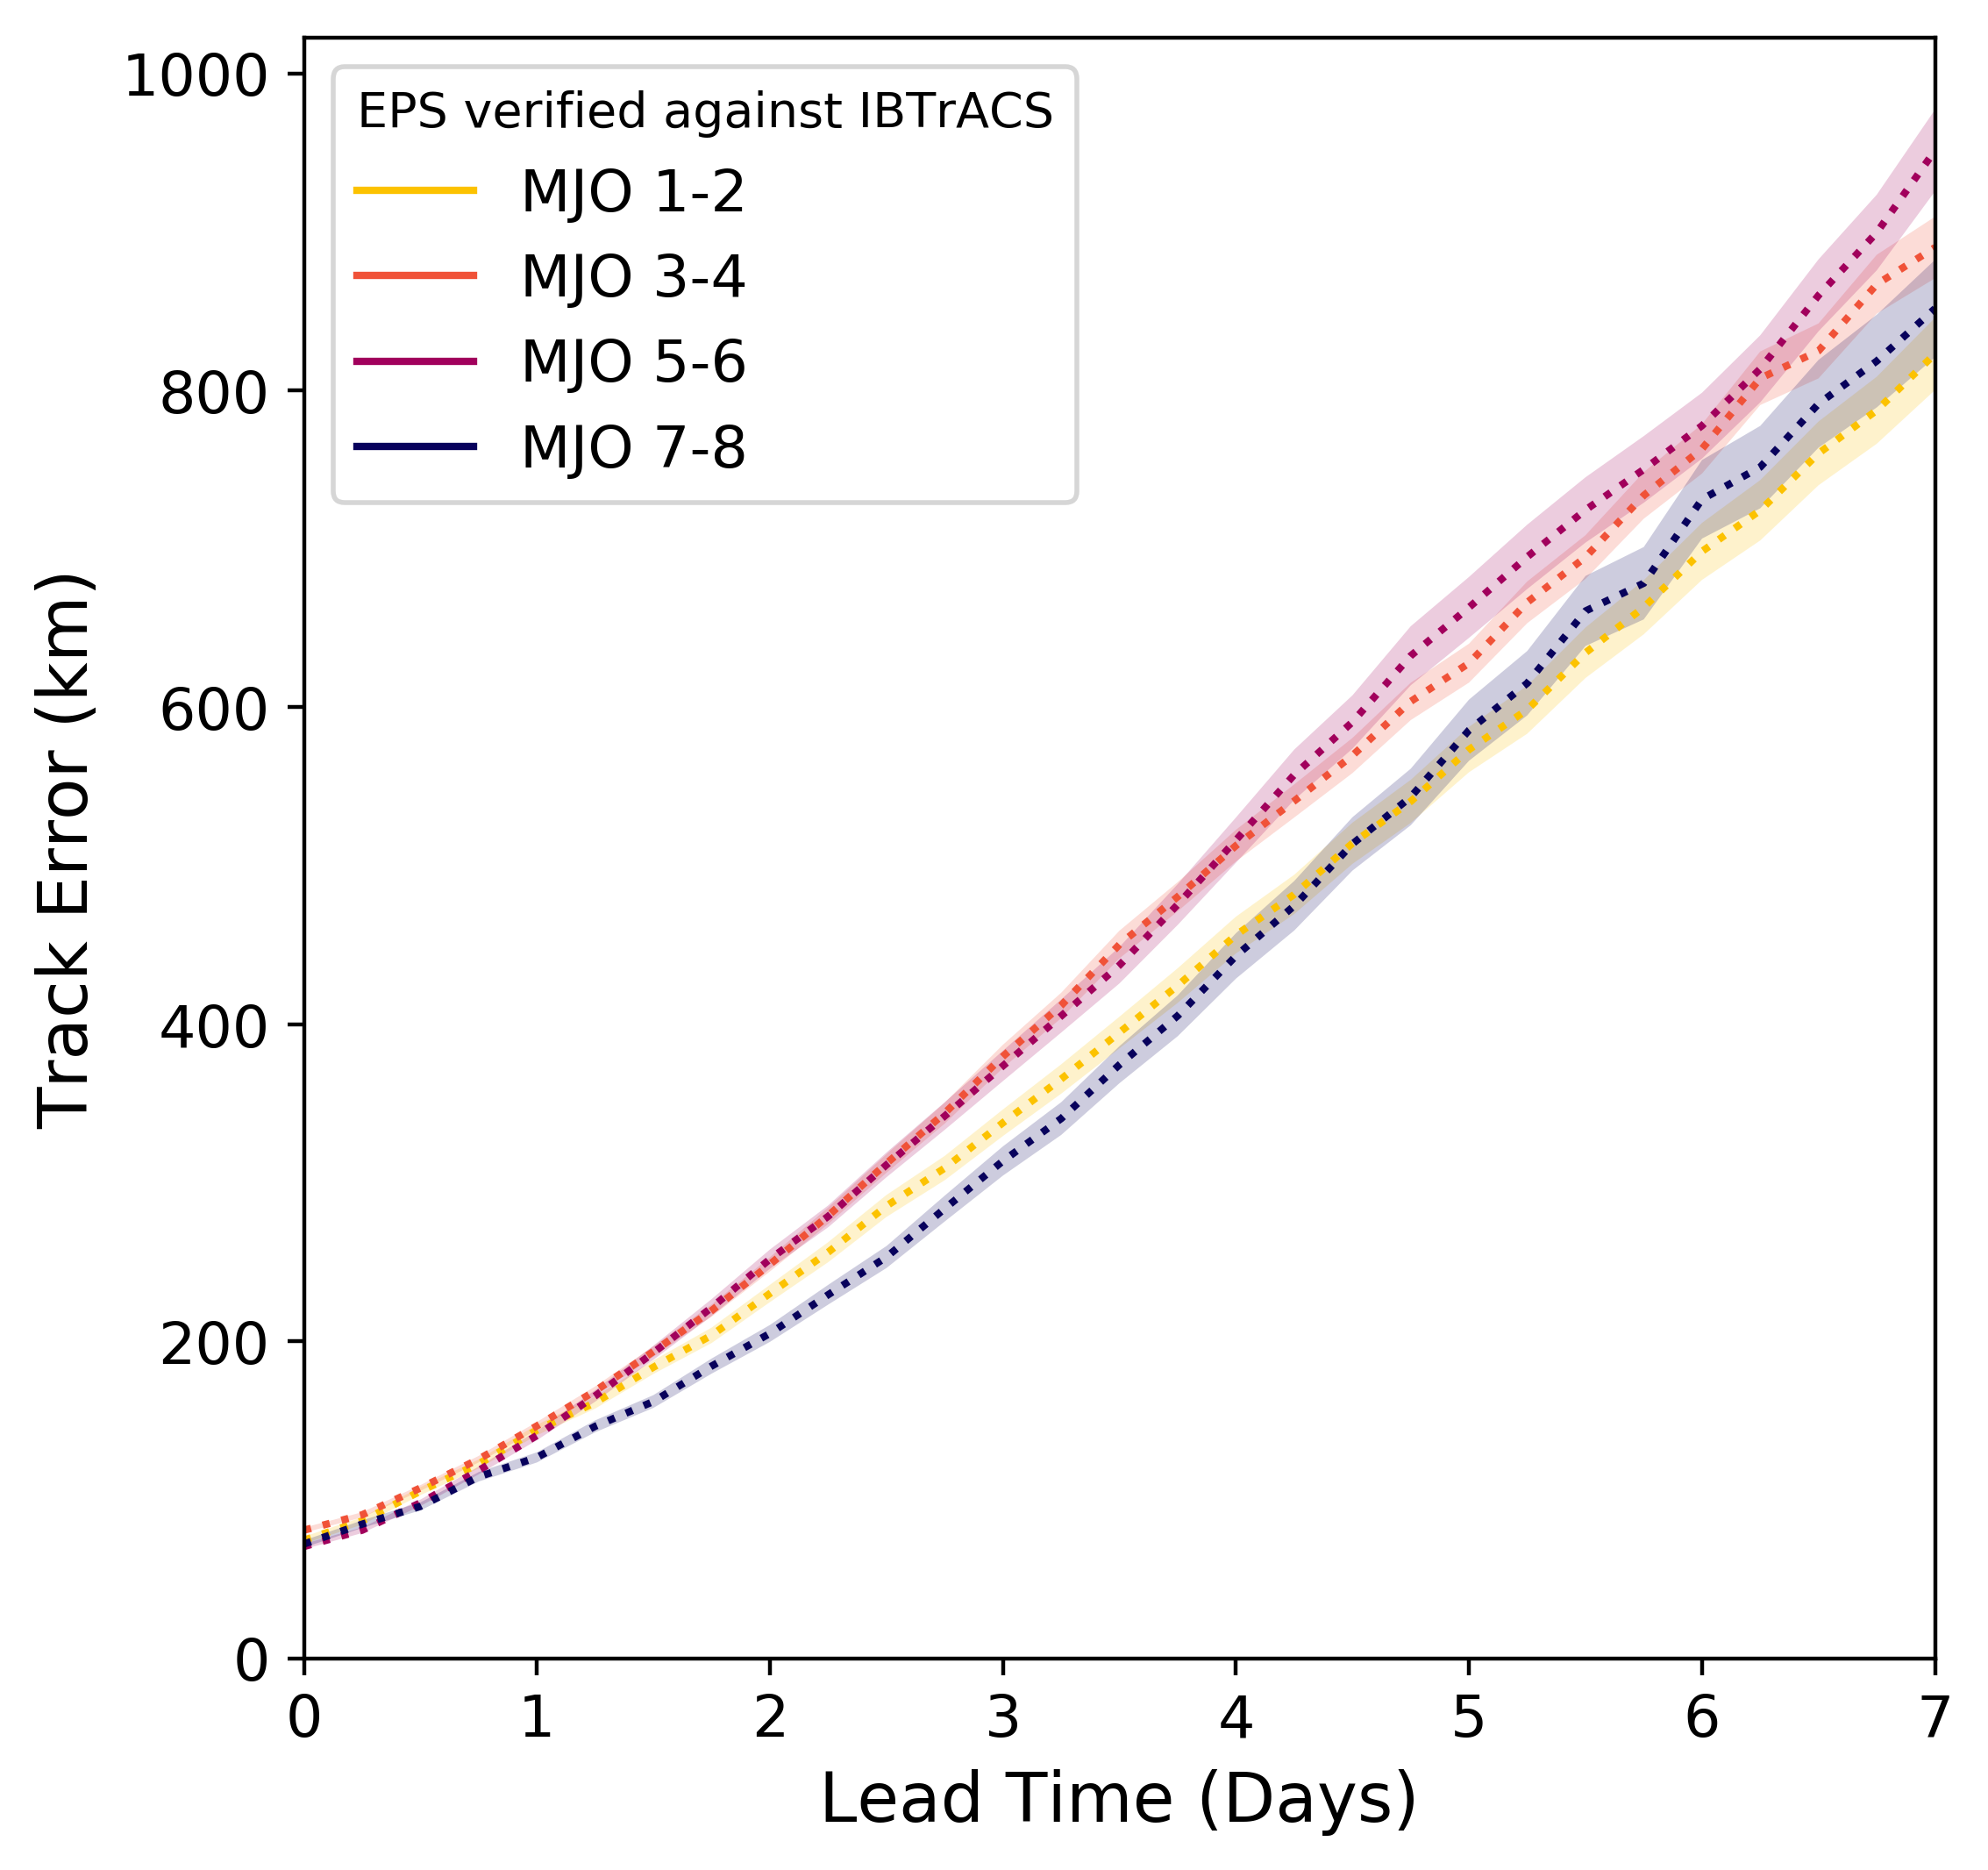 1000
800
600
400
200
0
Track Error (km)
EPS verified against IBTrACS
MJO 1-2
MJO 3-4
MJO 5-6
MJO 7-8
0 1 2 3 4 5 6 7
Lead Time (Days)